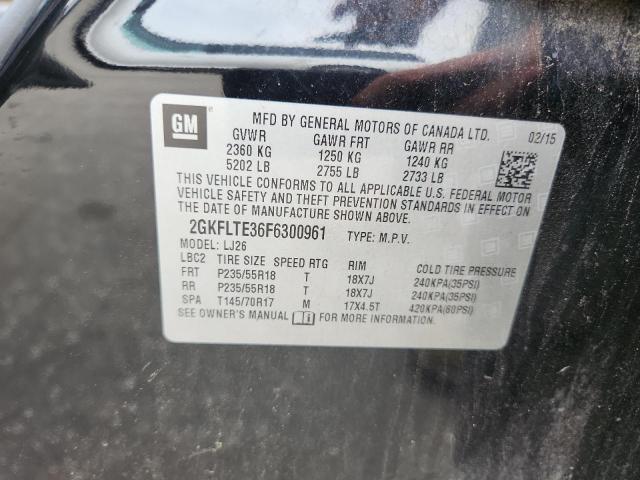 GM
MFD BY GENERAL MOTORS OF CANADA LTD. 02/15
GVWR GAWR FRT GAWR RR
2360 KG 1250 KG 1240 KG
5202 LB 2755 LB 2733 LB
THIS VEHICLE CONFORMS TO ALL APPLICABLE U.S. FEDERAL MOTOR
VEHICLE SAFETY AND THEFT PREVENTION STANDARDS IN EFFECT ON
THE DATE OF MANUFACTURE SHOWN ABOVE.
2GKFLTE36F6300961 TYPE: M.P.V.
MODEL: LJ26
LBC2 TIRE SIZE SPEED RTG RIM COLD TIRE PRESSURE
FRT P235/55R18 T 18X7J 240KPA(35PSI)
RR P235/55R18 T 18X7J 240KPA(35PSI)
SPA T145/70R17 M 17X4.5T 420KPA(60PSI)
SEE OWNER'S MANUAL FOR MORE INFORMATION.